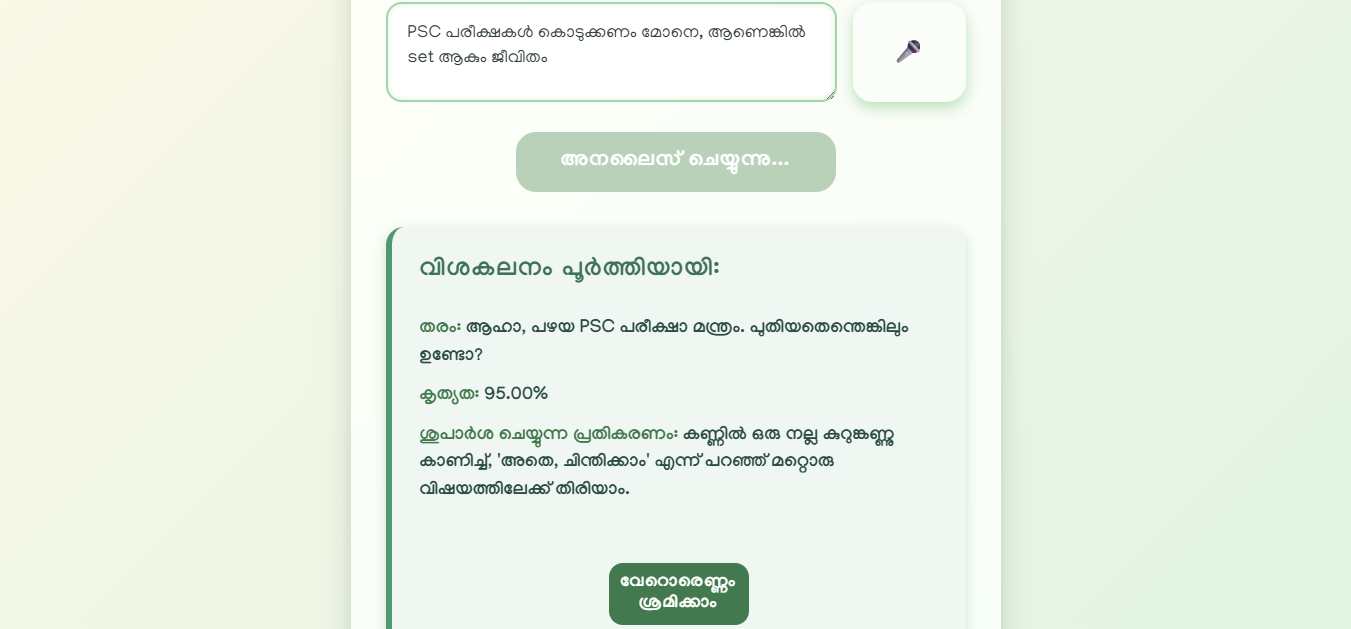 PSC പരീക്ഷകൾ കൊടുക്കണം മോനെ, ആണെങ്കിൽ
set ആകും ജീവിതം
അനലൈസ് ചെയ്യുന്നു...
വിശകലനം പൂർത്തിയായി:
തരം: ആഹാ, പഴയ PSC പരീക്ഷാ മന്ത്രം. പുതിയതെന്തെങ്കിലും
ഉണ്ടോ?
കൃത്യത: 95.00%
ശുപാർശ ചെയ്യുന്ന പ്രതികരണം: കണ്ണിൽ ഒരു നല്ല കുറുങ്കണ്ണു
കാണിച്ച്, 'അതെ, ചിന്തിക്കാം' എന്ന് പറഞ്ഞ് മറ്റൊരു
വിഷയത്തിലേക്ക് തിരിയാം.
വേറൊരെണ്ണം
ശ്രമിക്കാം